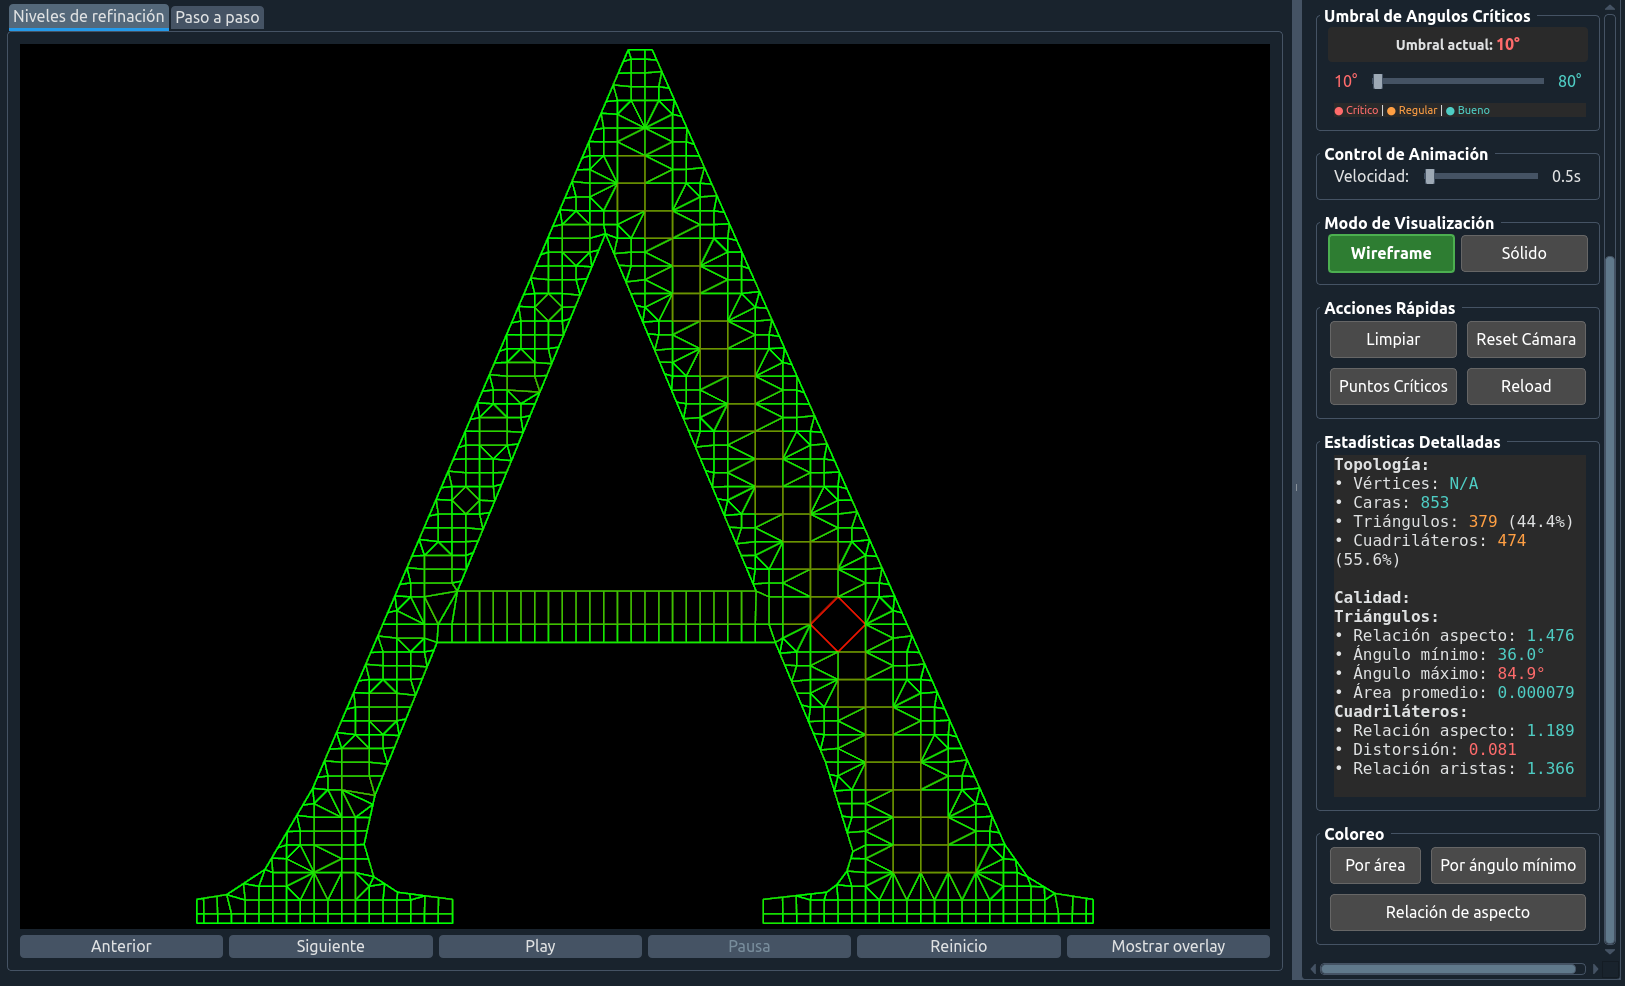 Niveles de refinación
Paso a paso
Anterior
Siguiente
Play
Pausa
Reinicio
Mostrar overlay
Umbral de Angulos Críticos
Umbral actual: 10°
10°
80°
Crítico | Regular | Bueno
Control de Animación
Velocidad:
0.5s
Modo de Visualización
Wireframe
Sólido
Acciones Rápidas
Limpiar
Reset Cámara
Puntos Críticos
Reload
Estadísticas Detalladas
Topología:
• Vértices: N/A
• Caras: 853
• Triángulos: 379 (44.4%)
• Cuadriláteros: 474
(55.6%)
Calidad:
Triángulos:
• Relación aspecto: 1.476
• Ángulo mínimo: 36.0°
• Ángulo máximo: 84.9°
• Área promedio: 0.000079
Cuadriláteros:
• Relación aspecto: 1.189
• Distorsión: 0.081
• Relación aristas: 1.366
Coloreo
Por área
Por ángulo mínimo
Relación de aspecto